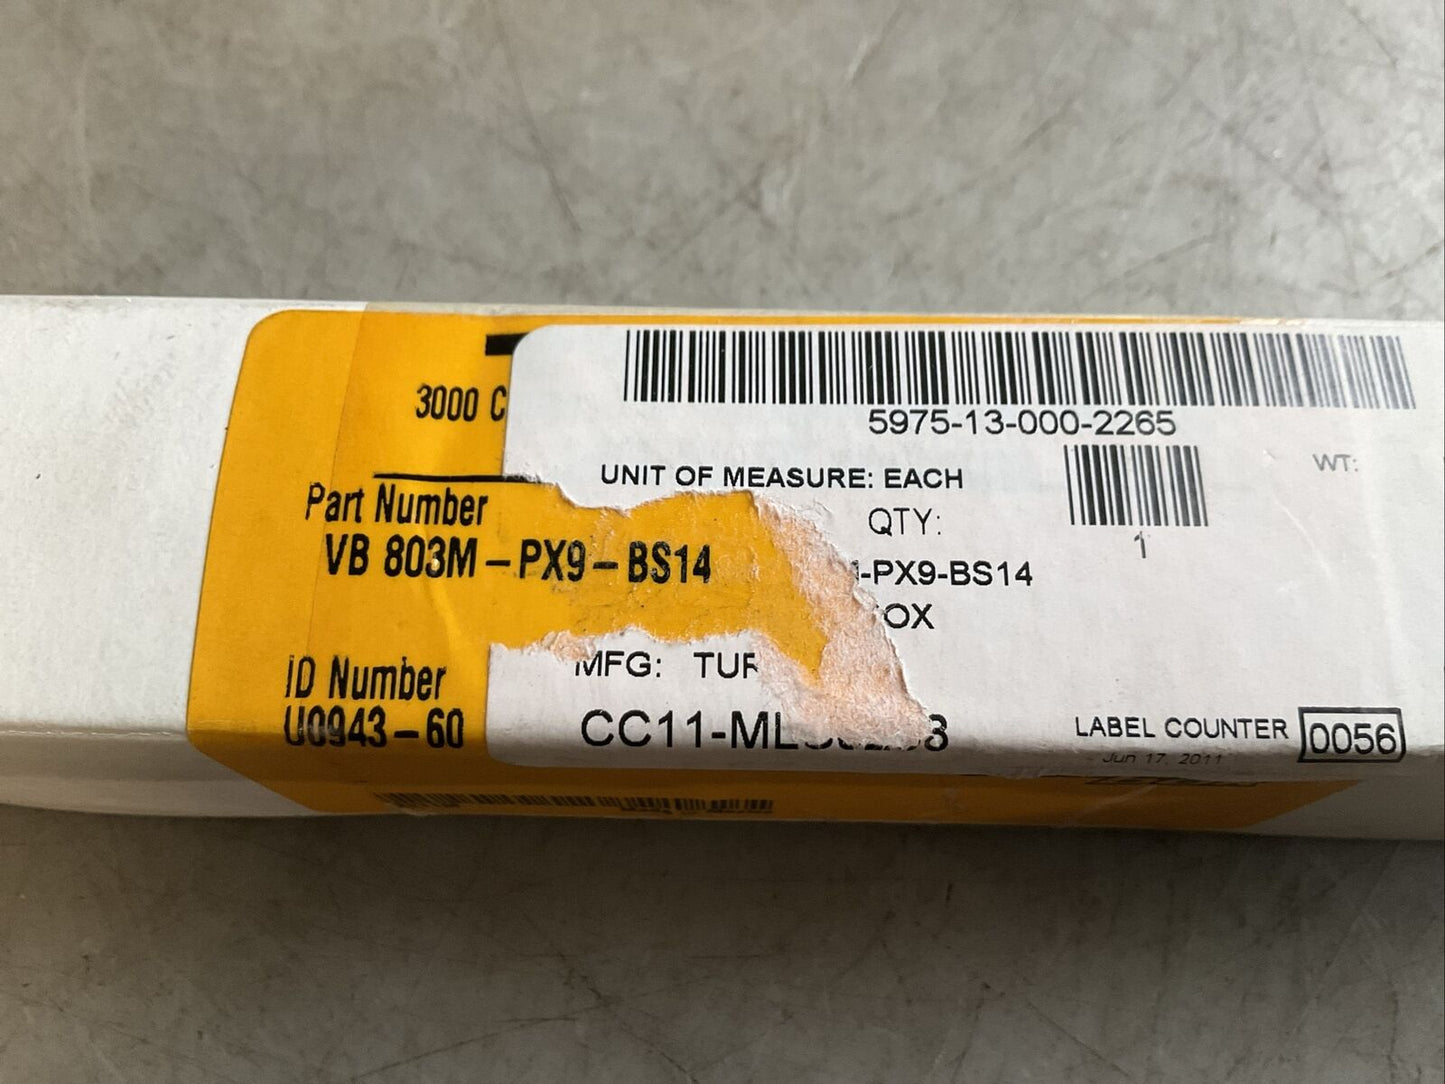 3000 C
Part Number
VB 803M-PX9-BS14
ID Number
U0943-60
5975-13-000-2265
UNIT OF MEASURE: EACH
WT:
QTY:
1
-PX9-BS14
OX
MFG: TUR
LABEL COUNTER 0056
Jun 17, 2011